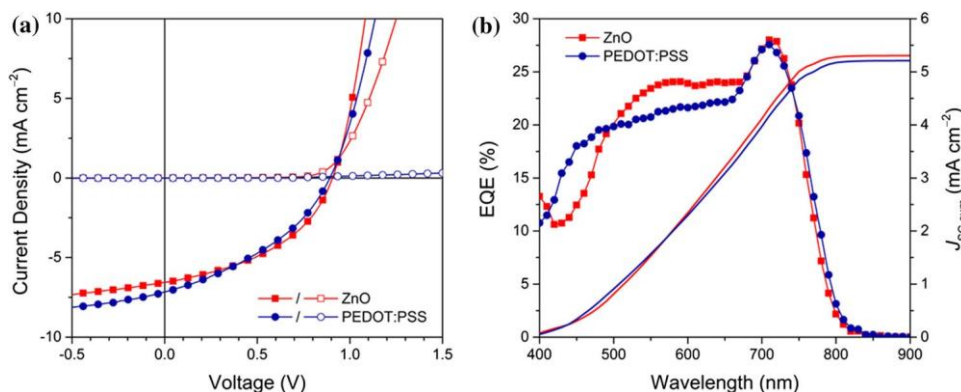 (a)
10
5
0
-5
-10
Current Density (mA cm⁻²)
-0.5
0.0
0.5
1.0
1.5
Voltage (V)
/ ZnO
/ PEDOT:PSS
(b)
30
25
20
15
10
5
0
EQE (%)
ZnO
PEDOT:PSS
400
500
600
700
800
900
Wavelength (nm)
6
5
4
3
2
1
0
(mA cm⁻²)